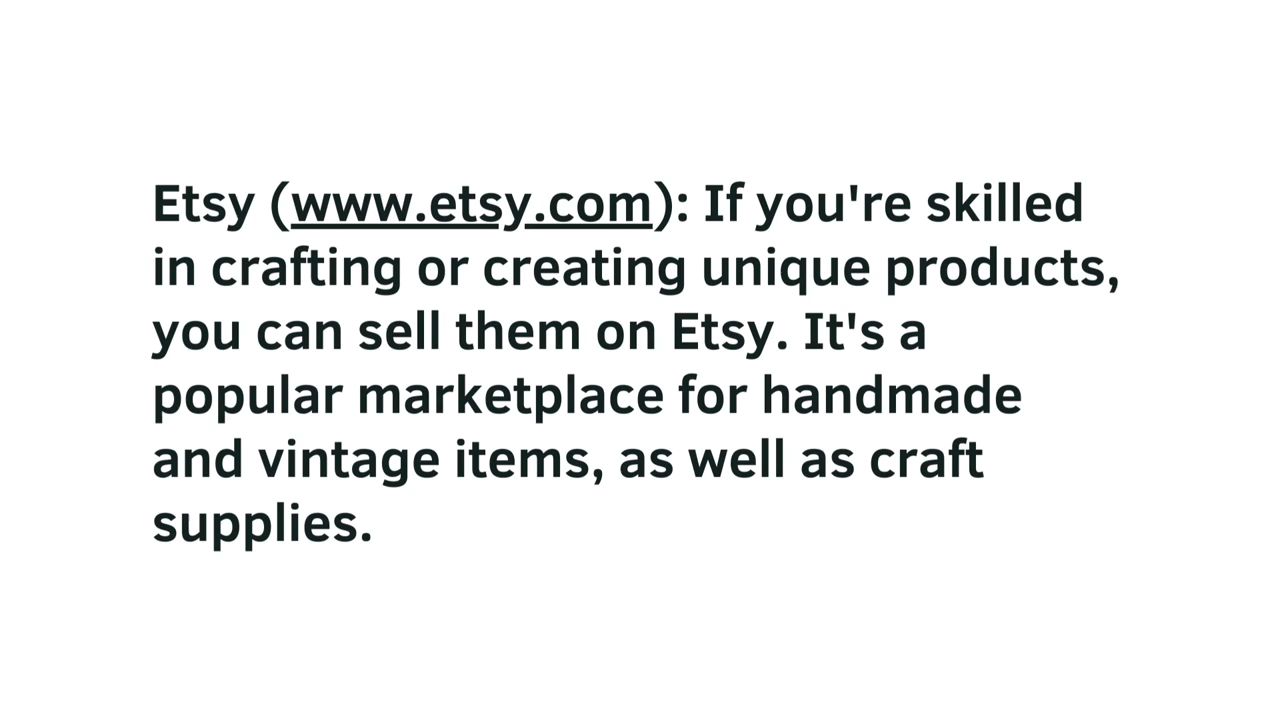 Etsy (www.etsy.com): If you're skilled
in crafting or creating unique products,
you can sell them on Etsy. It's a
popular marketplace for handmade
and vintage items, as well as craft
supplies.